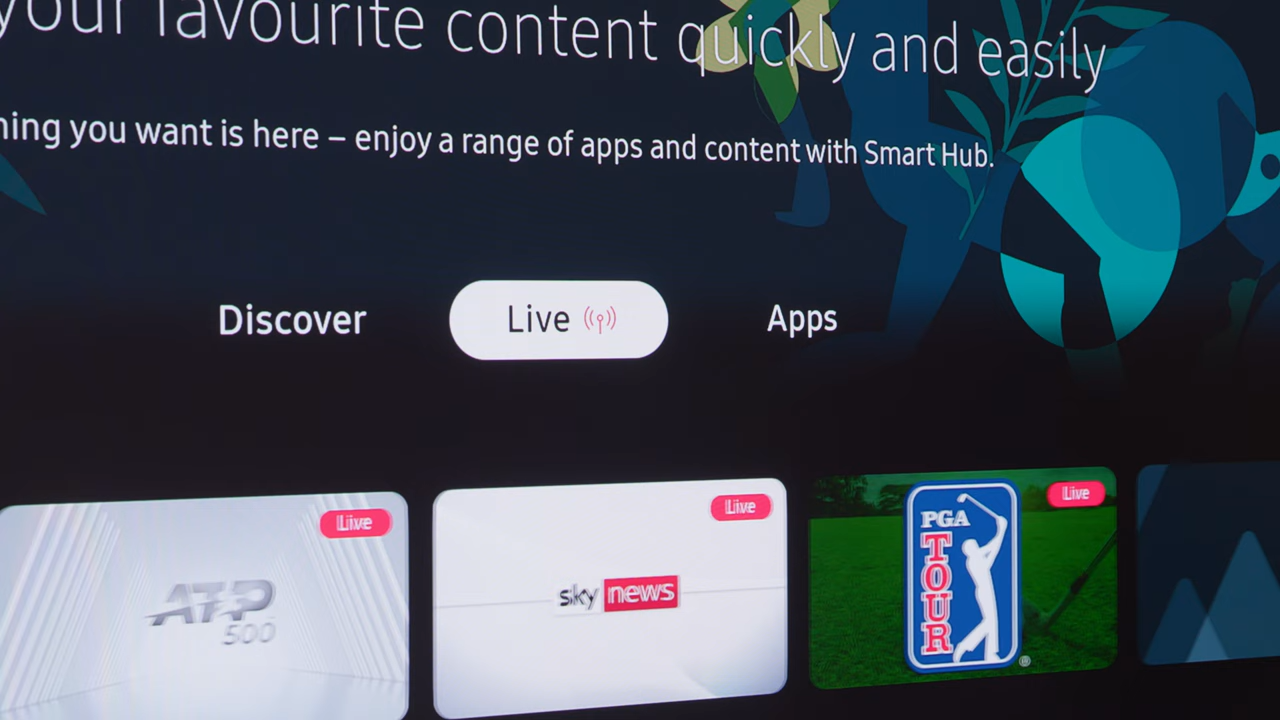 your favourite content quickly and easily
hing you want is here – enjoy a range of apps and content with Smart Hub.
Discover
Live
Apps
Live
Live
Live
ATP
500
sky news
PGA
TOUR
®